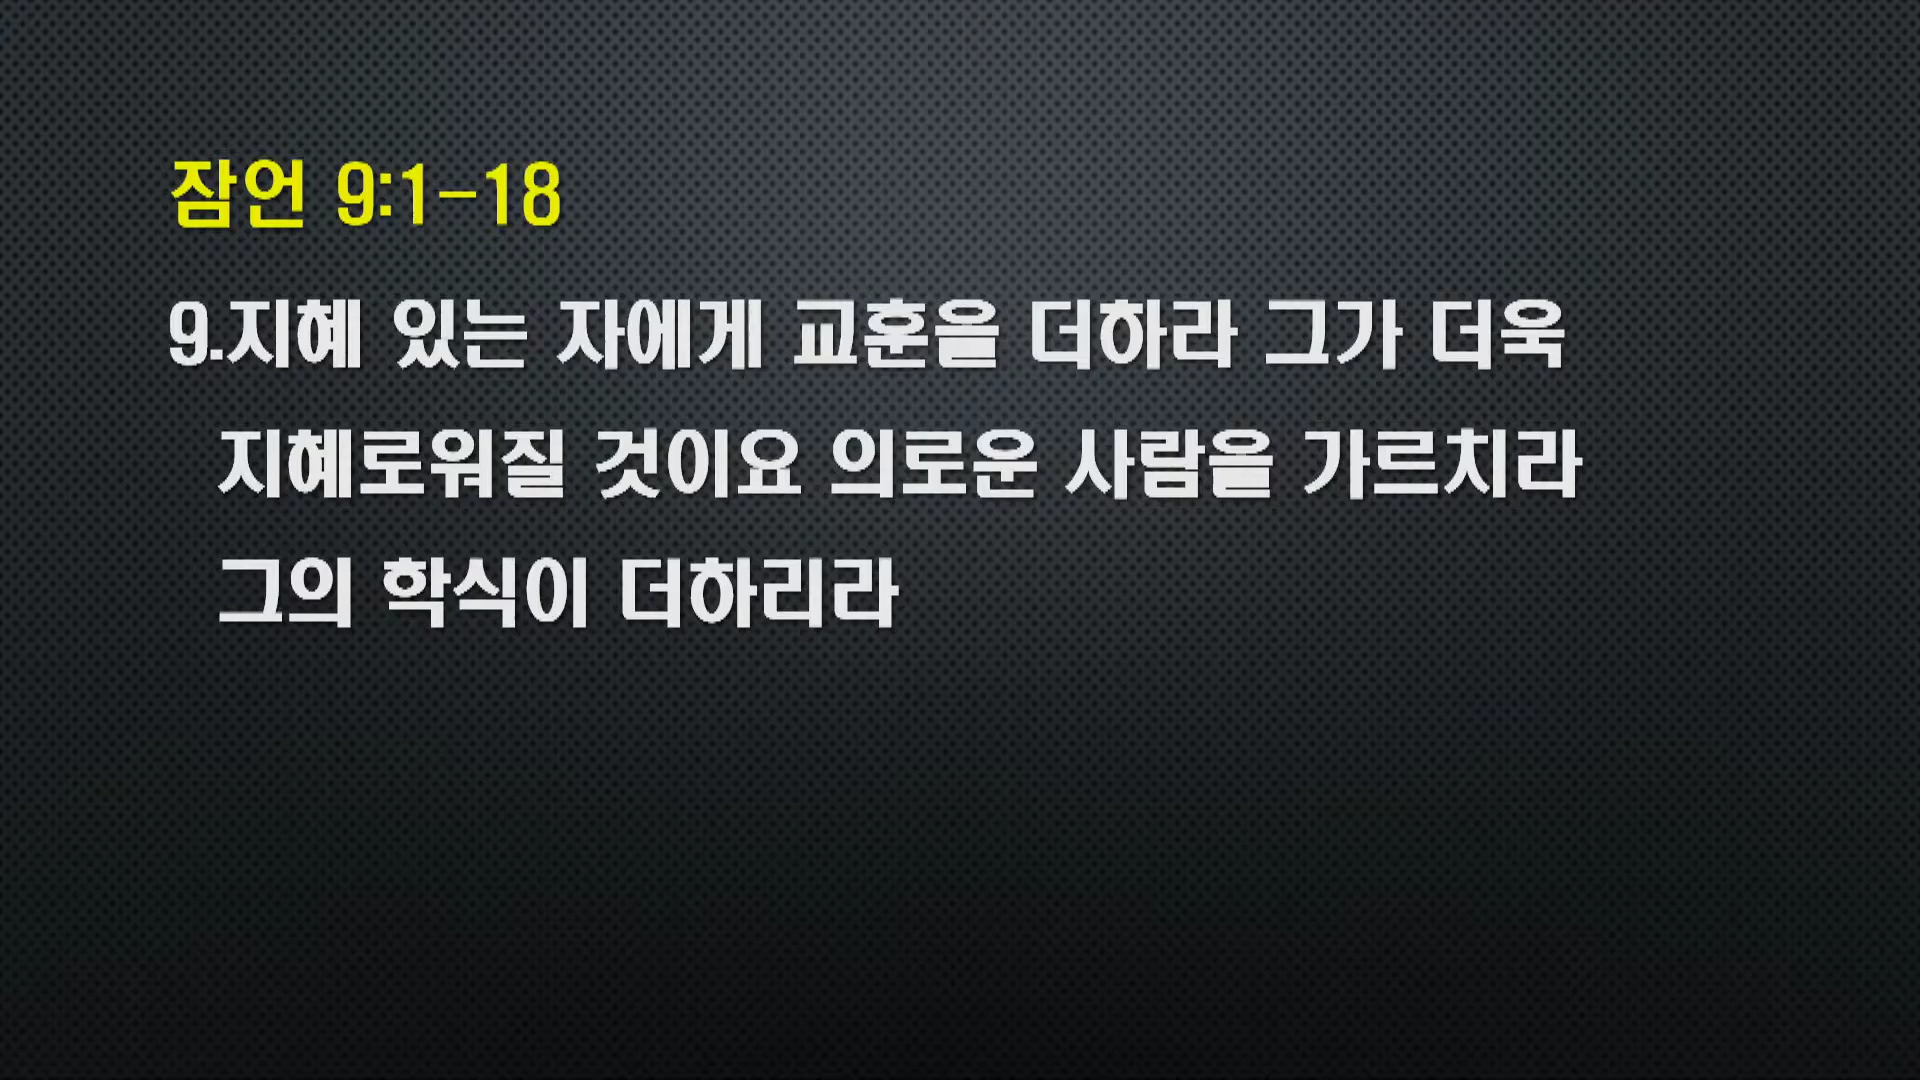 잠언 9:1-18
9.지혜 있는 자에게 교훈을 더하라 그가 더욱
지혜로워질 것이요 의로운 사람을 가르치라
그의 학식이 더하리라